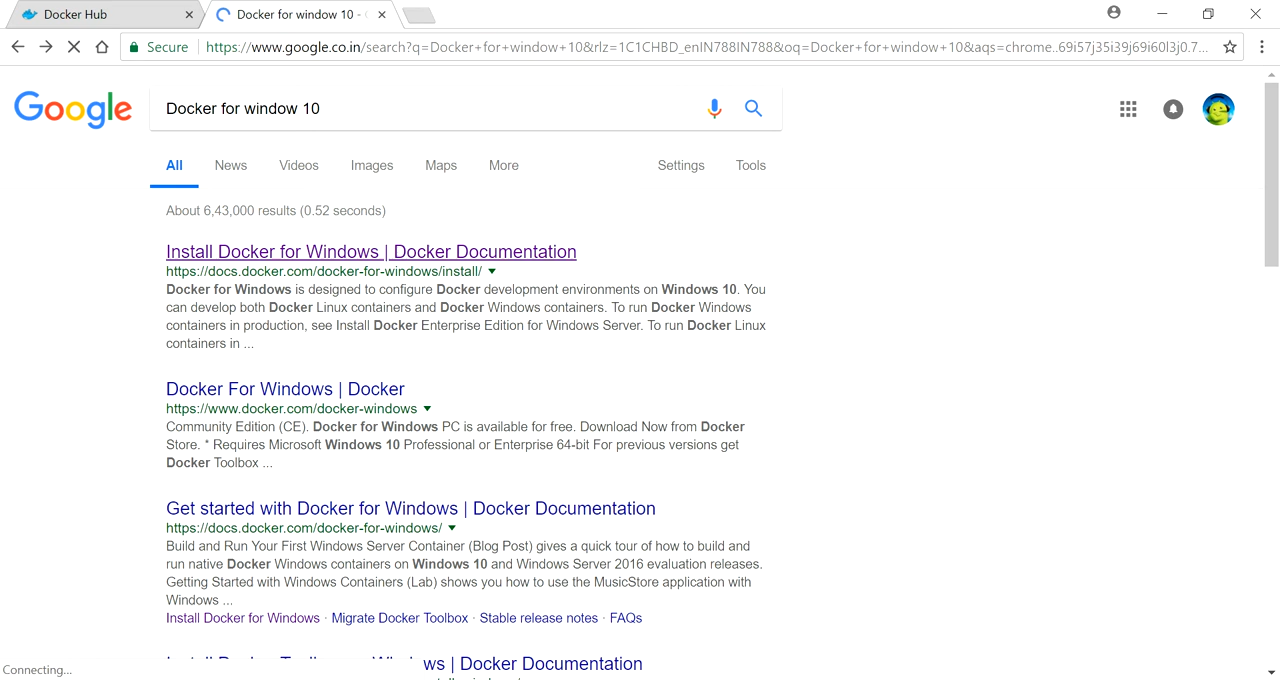 Docker Hub
Docker for window 10 -
Secure https://www.google.co.in/search?q=Docker+for+window+10&rlz=1C1CHBD_enIN788IN788&oq=Docker+for+window+10&aqs=chrome..69i57j35i39j69i60l3j0.7...
Google
Docker for window 10
All News Videos Images Maps More Settings Tools
About 6,43,000 results (0.52 seconds)
Install Docker for Windows | Docker Documentation
https://docs.docker.com/docker-for-windows/install/
Docker for Windows is designed to configure Docker development environments on Windows 10. You
can develop both Docker Linux containers and Docker Windows containers. To run Docker Windows
containers in production, see Install Docker Enterprise Edition for Windows Server. To run Docker Linux
containers in ...
Docker For Windows | Docker
https://www.docker.com/docker-windows
Community Edition (CE). Docker for Windows PC is available for free. Download Now from Docker
Store. * Requires Microsoft Windows 10 Professional or Enterprise 64-bit For previous versions get
Docker Toolbox ...
Get started with Docker for Windows | Docker Documentation
https://docs.docker.com/docker-for-windows/
Build and Run Your First Windows Server Container (Blog Post) gives a quick tour of how to build and
run native Docker Windows containers on Windows 10 and Windows Server 2016 evaluation releases.
Getting Started with Windows Containers (Lab) shows you how to use the MusicStore application with
Windows ...
Install Docker for Windows · Migrate Docker Toolbox · Stable release notes · FAQs
ws | Docker Documentation
Connecting...